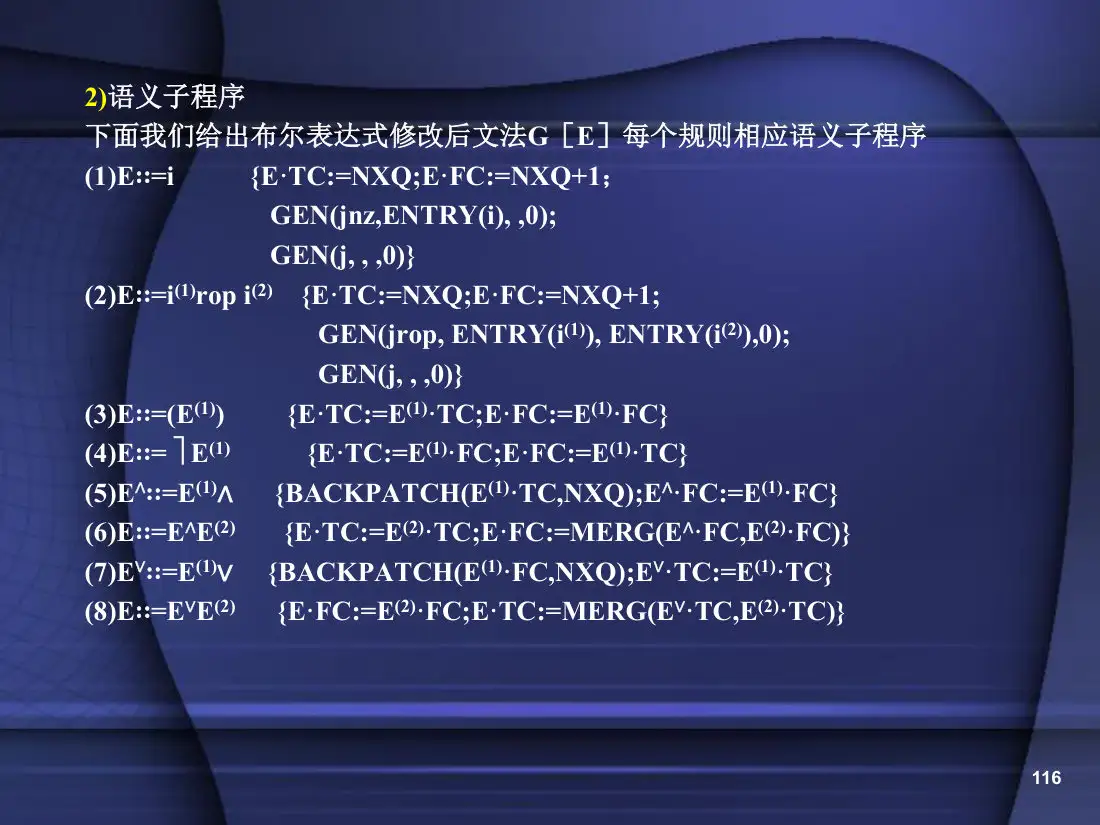 2)语义子程序
下面我们给出布尔表达式修改后文法G［E］每个规则相应语义子程序
(1)E∷=i {E·TC:=NXQ;E·FC:=NXQ+1；
GEN(jnz,ENTRY(i), ,0);
GEN(j, , ,0)}
(2)E∷=i⁽¹⁾rop i⁽²⁾ {E·TC:=NXQ;E·FC:=NXQ+1;
GEN(jrop, ENTRY(i⁽¹⁾), ENTRY(i⁽²⁾),0);
GEN(j, , ,0)}
(3)E∷=(E⁽¹⁾) {E·TC:=E⁽¹⁾·TC;E·FC:=E⁽¹⁾·FC}
(4)E∷=⎤E⁽¹⁾ {E·TC:=E⁽¹⁾·FC;E·FC:=E⁽¹⁾·TC}
(5)E^∷=E⁽¹⁾∧ {BACKPATCH(E⁽¹⁾·TC,NXQ);E^·FC:=E⁽¹⁾·FC}
(6)E∷=E^E⁽²⁾ {E·TC:=E⁽²⁾·TC;E·FC:=MERG(E^·FC,E⁽²⁾·FC)}
(7)E∨∷=E⁽¹⁾∨ {BACKPATCH(E⁽¹⁾·FC,NXQ);E∨·TC:=E⁽¹⁾·TC}
(8)E∷=E∨E⁽²⁾ {E·FC:=E⁽²⁾·FC;E·TC:=MERG(E∨·TC,E⁽²⁾·TC)}
116